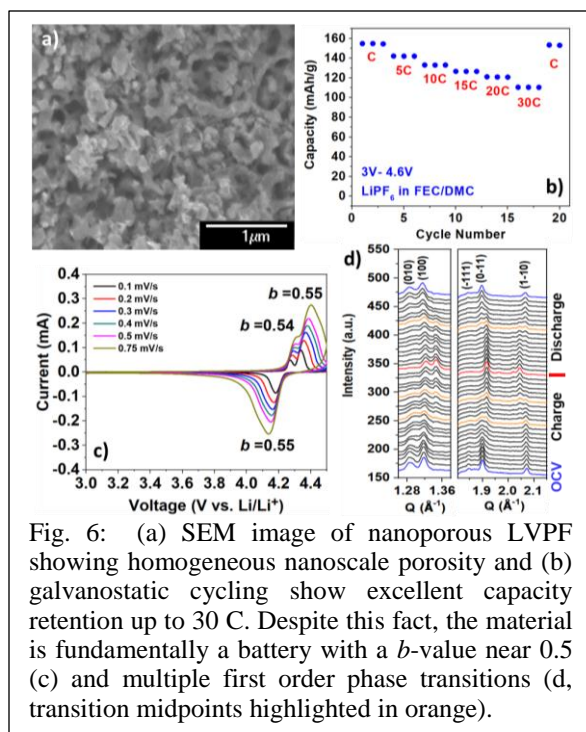 a)
1μm
Capacity (mAh/g)
160
140
120
100
80
60
40
20
0
C
5C
10C
15C
20C
30C
C
3V- 4.6V
LiPF6 in FEC/DMC
b)
0 5 10 15 20
Cycle Number
Current (mA)
0.4
0.3
0.2
0.1
0.0
-0.1
-0.2
-0.3
-0.4
0.1 mV/s
0.2 mV/s
0.3 mV/s
0.4 mV/s
0.5 mV/s
0.75 mV/s
b =0.55
b =0.54
b =0.55
c)
3.0 3.3 3.6 3.9 4.2 4.4
Voltage (V vs. Li/Li+)
d)
(010)
(100)
(-111)
(0-11)
(1-10)
Intensity (a.u.)
550
500
450
400
350
300
250
200
150
Discharge
Charge
OCV
1.28 1.36
1.9 2.0 2.1
Q (Å-1)
Q (Å-1)
Fig. 6: (a) SEM image of nanoporous LVPF
showing homogeneous nanoscale porosity and (b)
galvanostatic cycling show excellent capacity
retention up to 30 C. Despite this fact, the material
is fundamentally a battery with a b-value near 0.5
(c) and multiple first order phase transitions (d,
transition midpoints highlighted in orange).